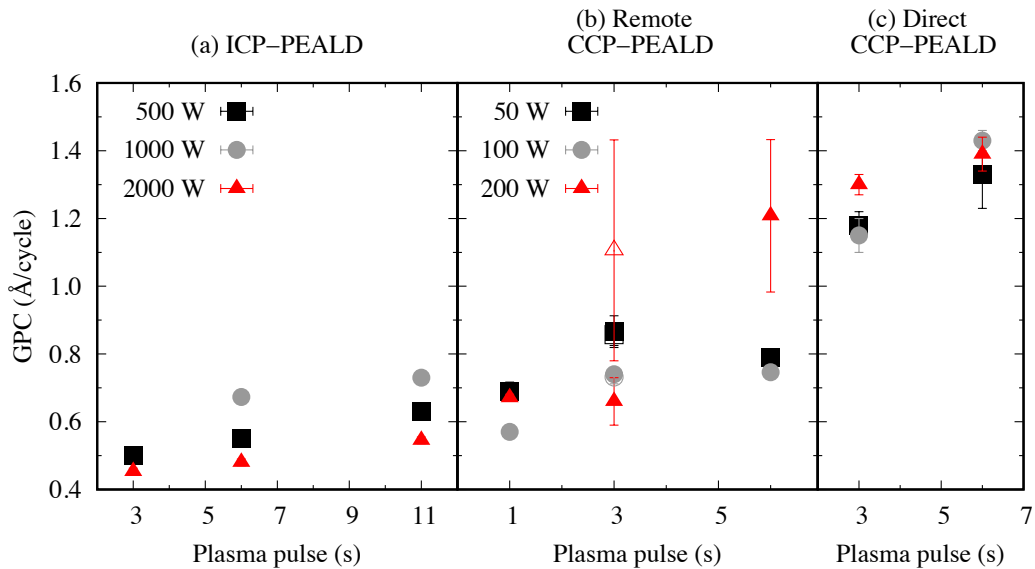 (a) ICP−PEALD
(b) Remote
CCP−PEALD
(c) Direct
CCP−PEALD
GPC (Å/cycle)
1.6
1.4
1.2
1.0
0.8
0.6
0.4
500 W
1000 W
2000 W
50 W
100 W
200 W
3 5 7 9 11
1 3 5
3 5 7
Plasma pulse (s)
Plasma pulse (s)
Plasma pulse (s)